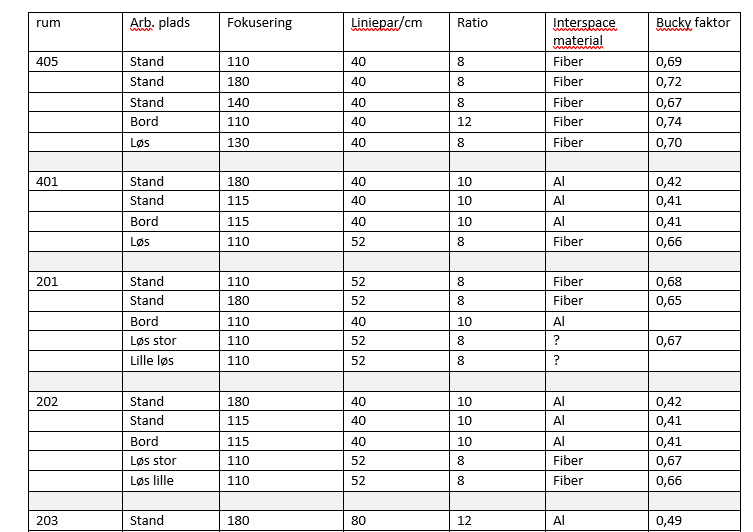 rum Arb. plads Fokusering Liniepar/cm Ratio Interspace material Bucky faktor
405 Stand 110 40 8 Fiber 0,69
Stand 180 40 8 Fiber 0,72
Stand 140 40 8 Fiber 0,67
Bord 110 40 12 Fiber 0,74
Løs 130 40 8 Fiber 0,70
401 Stand 180 40 10 Al 0,42
Stand 115 40 10 Al 0,41
Bord 115 40 10 Al 0,41
Løs 110 52 8 Fiber 0,66
201 Stand 110 52 8 Fiber 0,68
Stand 180 52 8 Fiber 0,65
Bord 110 40 10 Al
Løs stor 110 52 8 ? 0,67
Lille løs 110 52 8 ?
202 Stand 180 40 10 Al 0,42
Stand 115 40 10 Al 0,41
Bord 115 40 10 Al 0,41
Løs stor 110 52 8 Fiber 0,67
Løs lille 110 52 8 Fiber 0,66
203 Stand 180 80 12 Al 0,49